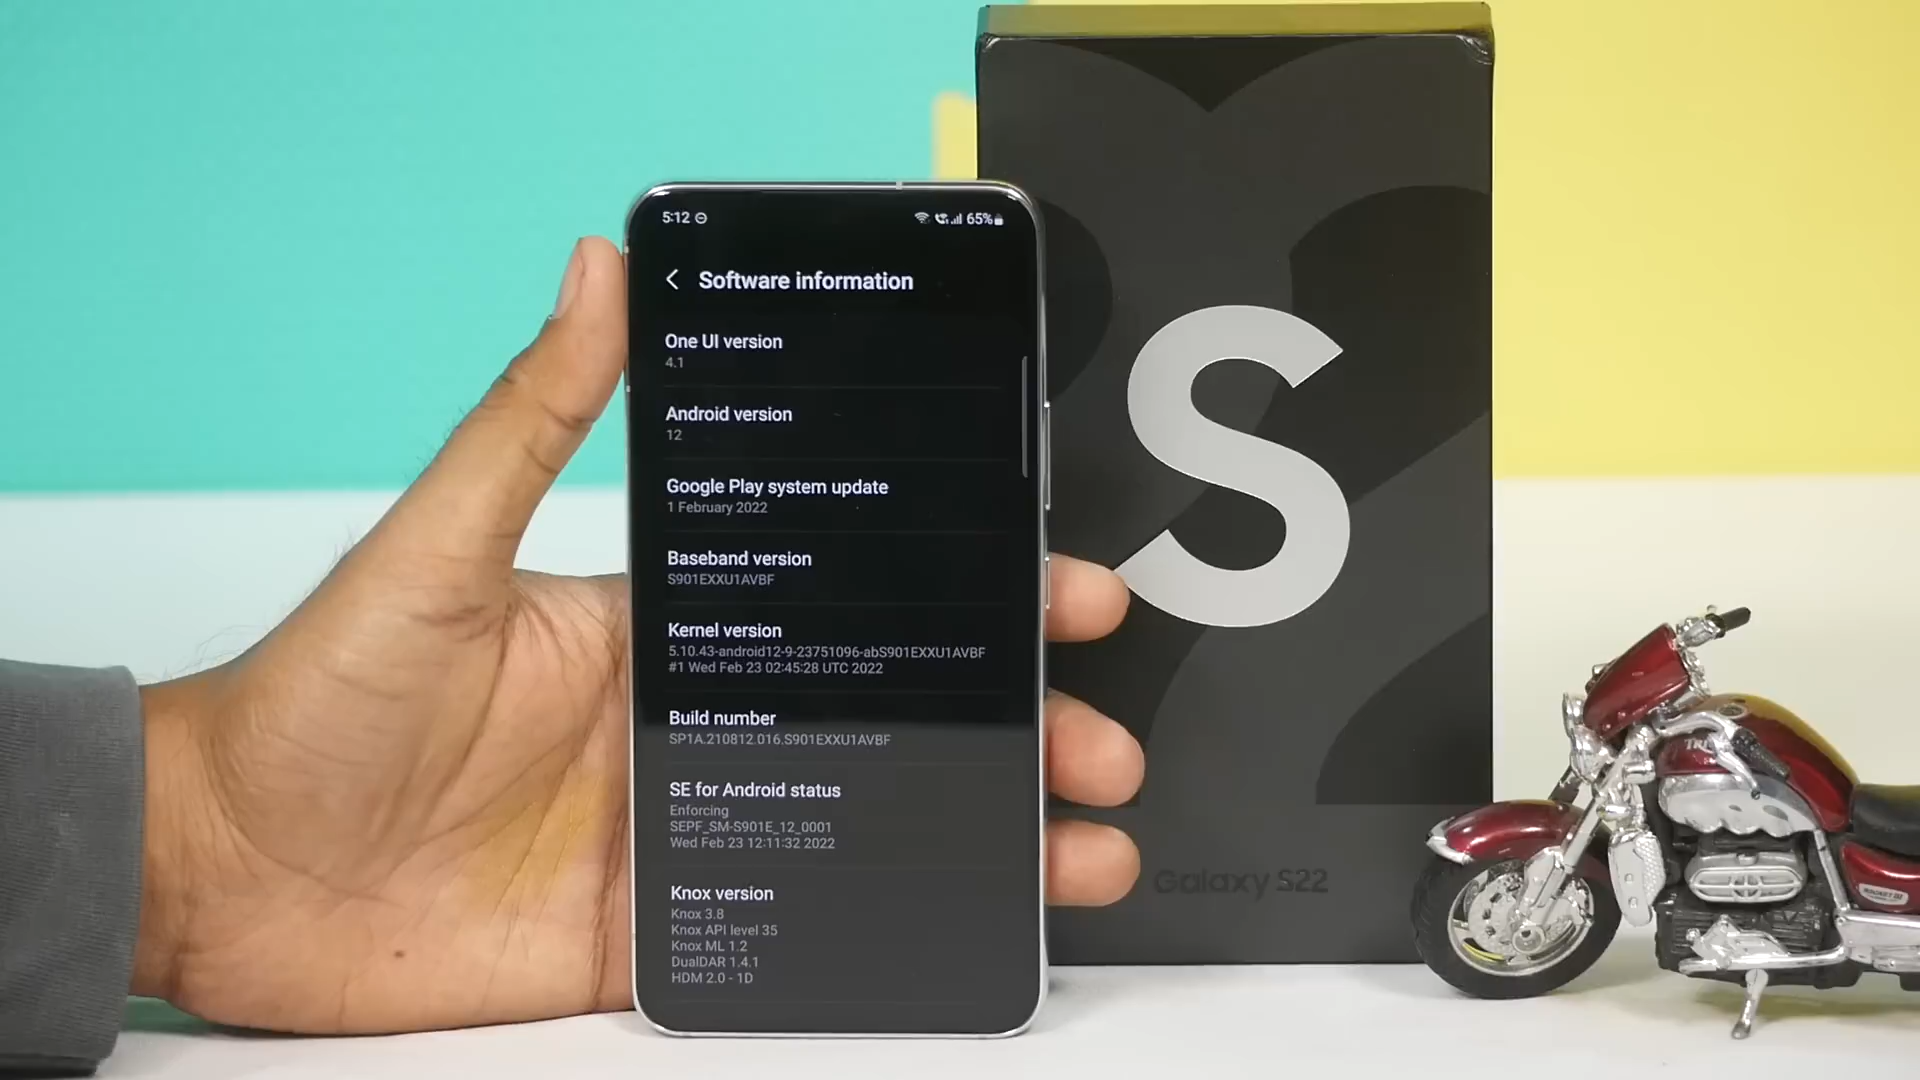 5:12
65%
Software information
One UI version
4.1
Android version
12
Google Play system update
1 February 2022
Baseband version
S901EXXU1AVBF
Kernel version
5.10.43-android12-9-23751096-abS901EXXU1AVBF
#1 Wed Feb 23 02:45:28 UTC 2022
Build number
SP1A.210812.016.S901EXXU1AVBF
SE for Android status
Enforcing
SEPF_SM-S901E_12_0001
Wed Feb 23 12:11:32 2022
Knox version
Knox 3.8
Knox API level 35
Knox ML 1.2
DualDAR 1.4.1
HDM 2.0 - 1D
S
Galaxy S22
ROCKET III